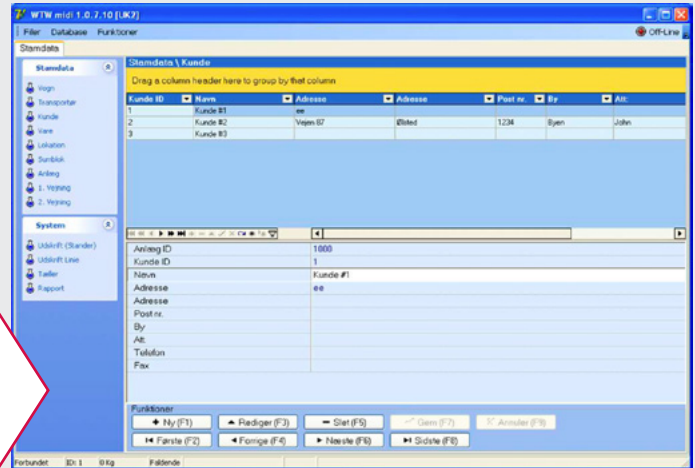 WTW midi 1.0.7.10 [UK2]
Filer Database Funktioner Off-Line
Stamdata
Stamdata
Vogn
Transportør
Kunde
Vare
Lokation
Sumblok
Anlæg
1. Vejning
2. Vejning
System
Udskrift (Stander)
Udskrift Linie
Tæller
Rapport
Stamdata \ Kunde
Drag a column header here to group by that column
Kunde ID Navn Adresse Adresse Post nr. By Att:
1 Kunde #1 ee
2 Kunde #2 Vejen 87 Ølsted 1234 Byen John
3 Kunde #3
Anlæg ID 1000
Kunde ID 1
Navn Kunde #1
Adresse ee
Adresse
Post nr.
By
Att
Telefon
Fax
Funktioner
Ny (F1) Rediger (F3) Slet (F5) Gem (F7) Annuler (F9)
Første (F2) Forrige (F4) Næste (F6) Sidste (F8)
Forbundet ID: 1 0 Kg Faldende